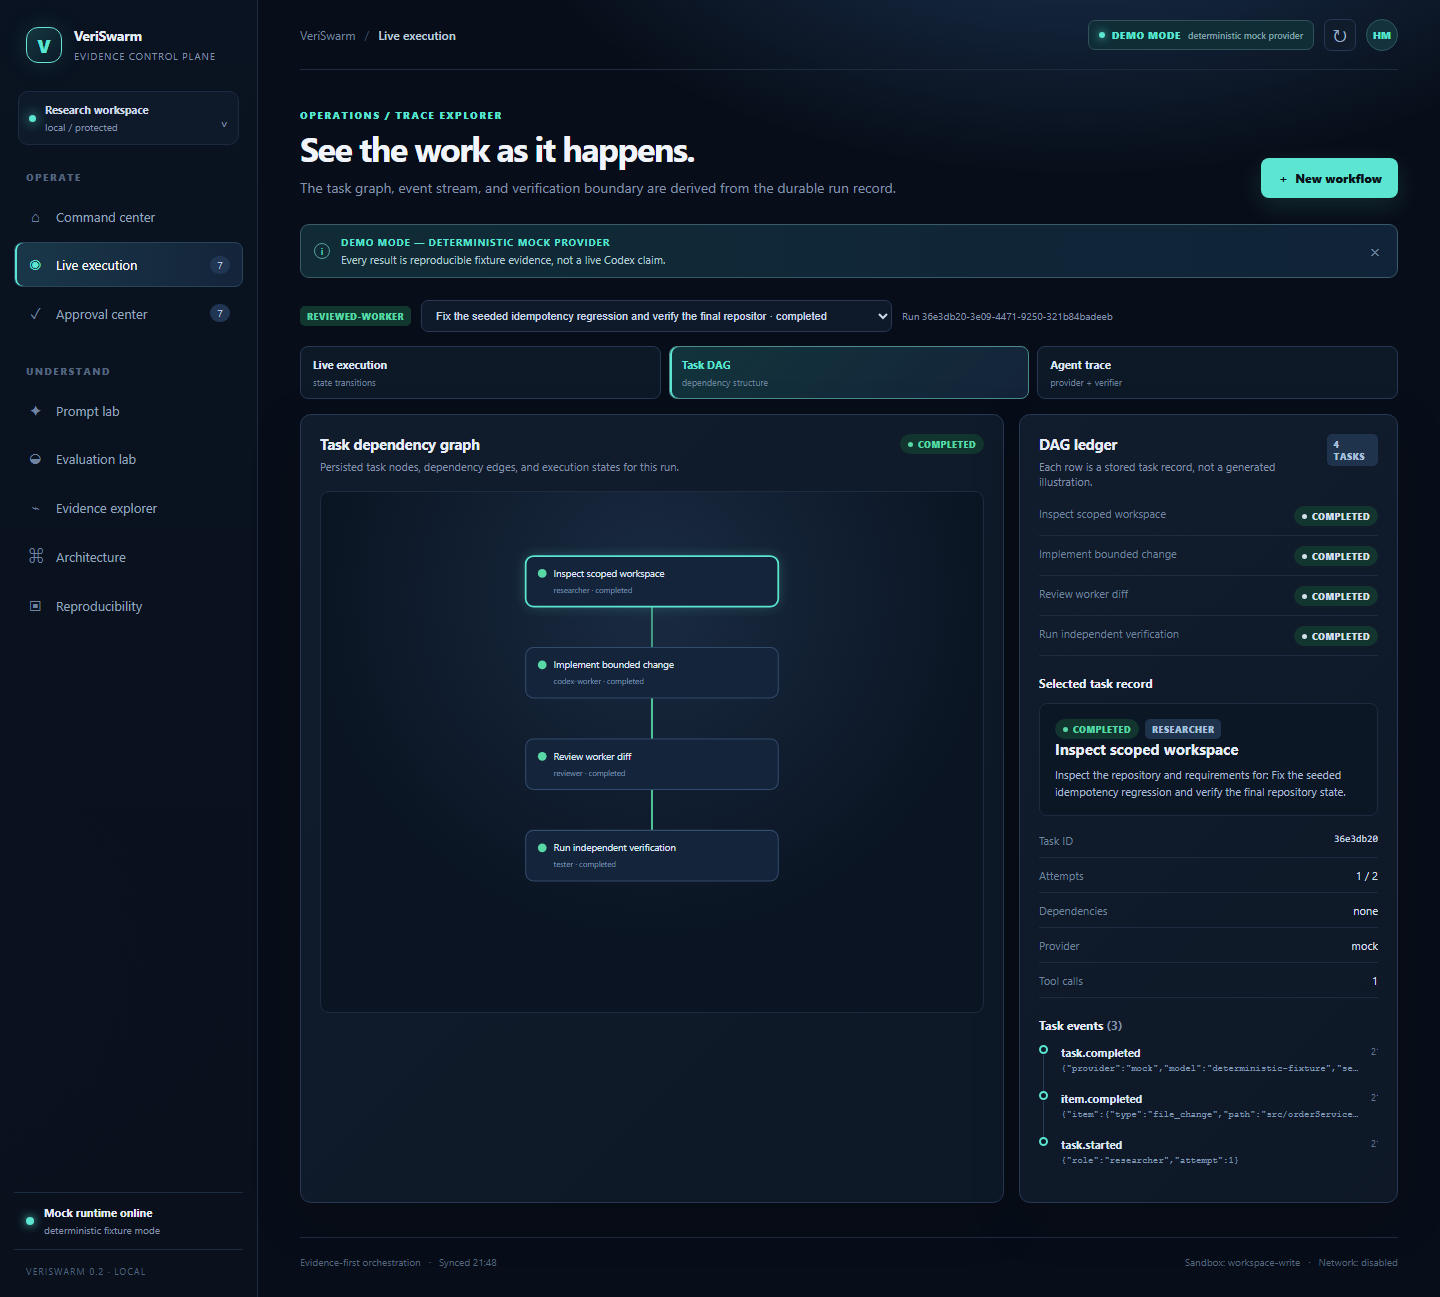 V
VeriSwarm
EVIDENCE CONTROL PLANE
Research workspace
local / protected
OPERATE
Command center
Live execution
7
Approval center
7
UNDERSTAND
Prompt lab
Evaluation lab
Evidence explorer
Architecture
Reproducibility
Mock runtime online
deterministic fixture mode
VERISWARM 0.2 · LOCAL
VeriSwarm / Live execution
DEMO MODE deterministic mock provider
HM
OPERATIONS / TRACE EXPLORER
See the work as it happens.
The task graph, event stream, and verification boundary are derived from the durable run record.
+ New workflow
DEMO MODE — DETERMINISTIC MOCK PROVIDER
Every result is reproducible fixture evidence, not a live Codex claim.
REVIEWED-WORKER
Fix the seeded idempotency regression and verify the final repositor · completed
Run 36e3db20-3e09-4471-9250-321b84badeeb
Live execution
state transitions
Task DAG
dependency structure
Agent trace
provider + verifier
Task dependency graph
COMPLETED
Persisted task nodes, dependency edges, and execution states for this run.
Inspect scoped workspace
researcher · completed
Implement bounded change
codex-worker · completed
Review worker diff
reviewer · completed
Run independent verification
tester · completed
DAG ledger
4 
TASKS
Each row is a stored task record, not a generated
illustration.
Inspect scoped workspace
COMPLETED
Implement bounded change
COMPLETED
Review worker diff
COMPLETED
Run independent verification
COMPLETED
Selected task record
COMPLETED
RESEARCHER
Inspect scoped workspace
Inspect the repository and requirements for: Fix the seeded
idempotency regression and verify the final repository state.
Task ID
36e3db20
Attempts
1 / 2
Dependencies
none
Provider
mock
Tool calls
1
Task events (3)
task.completed
2
{"provider":"mock","model":"deterministic-fixture","se…
item.completed
2
{"item":{"type":"file_change","path":"src/orderService…
task.started
2
{"role":"researcher","attempt":1}
Evidence-first orchestration · Synced 21:48
Sandbox: workspace-write · Network: disabled